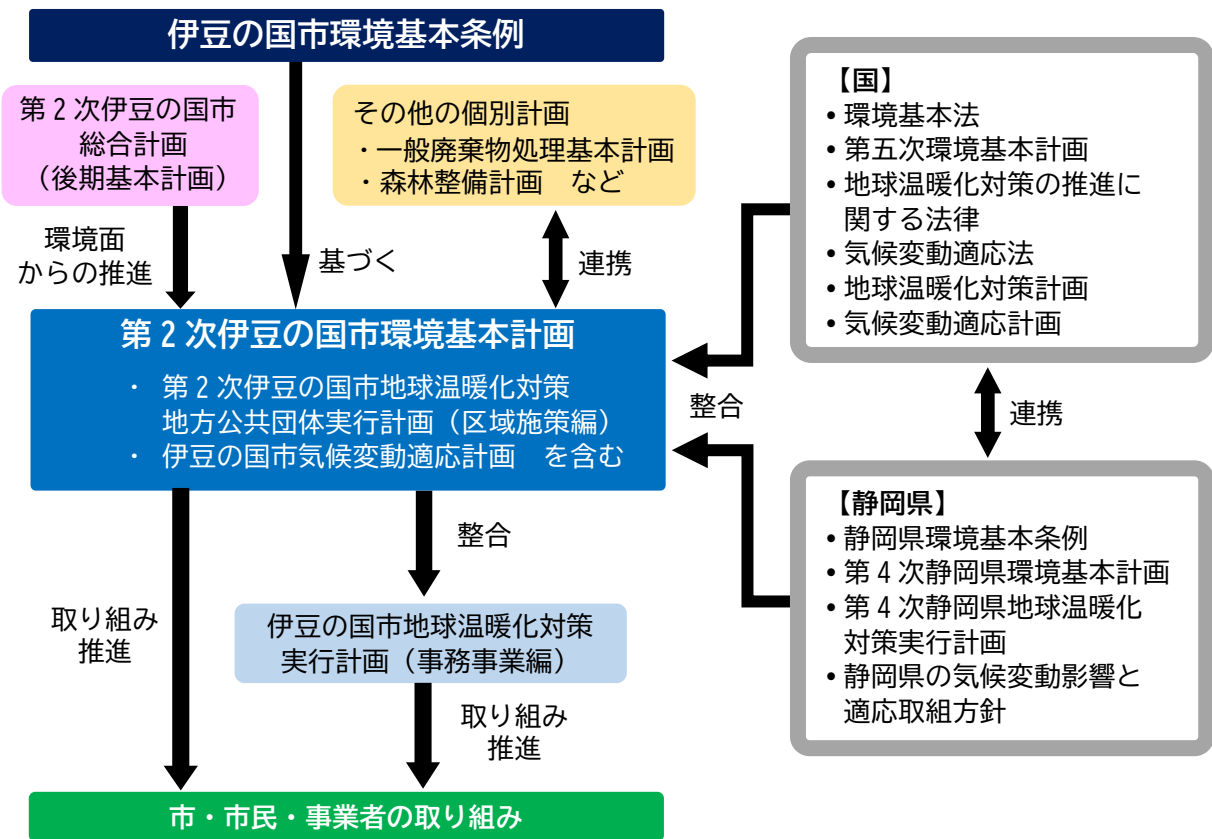 伊豆の国市環境基本条例
第2次伊豆の国市
総合計画
（後期基本計画）
その他の個別計画
・一般廃棄物処理基本計画
・森林整備計画　など
環境面
からの推進
基づく
連携
第2次伊豆の国市環境基本計画
・ 第2次伊豆の国市地球温暖化対策
地方公共団体実行計画（区域施策編）
・ 伊豆の国市気候変動適応計画　を含む
整合
取り組み
推進
伊豆の国市地球温暖化対策
実行計画（事務事業編）
取り組み
推進
市・市民・事業者の取り組み
整合
【国】
•環境基本法
•第五次環境基本計画
•地球温暖化対策の推進に
関する法律
•気候変動適応法
•地球温暖化対策計画
•気候変動適応計画
連携
【静岡県】
•静岡県環境基本条例
•第4次静岡県環境基本計画
•第4次静岡県地球温暖化
対策実行計画
•静岡県の気候変動影響と
適応取組方針